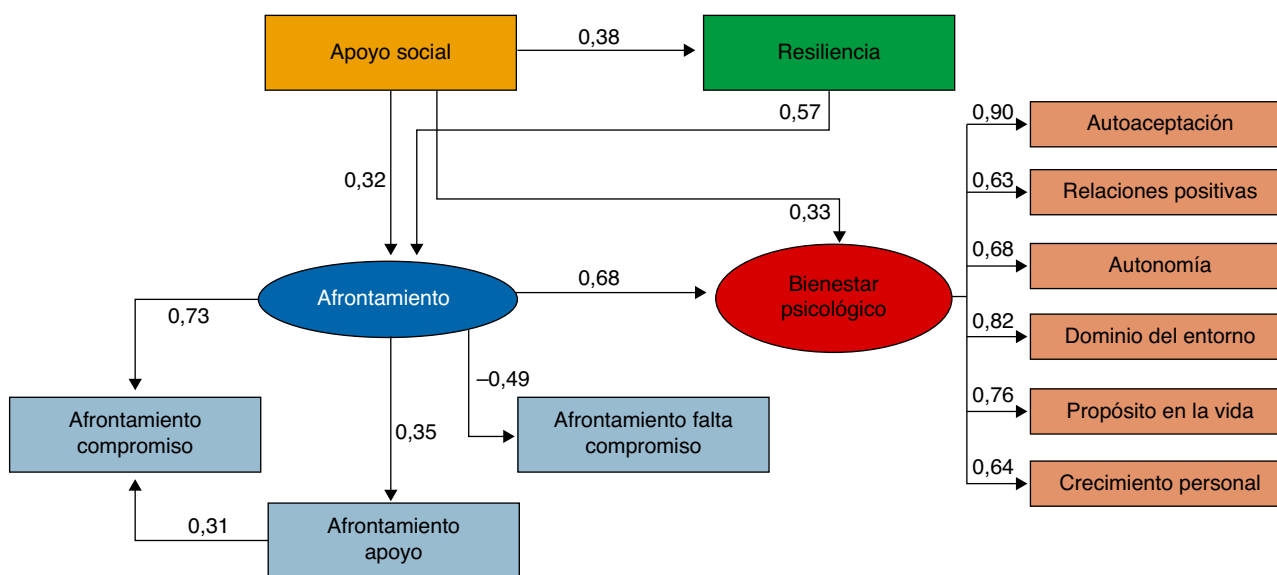 Apoyo social
0,38
Resiliencia
0,57
0,32
0,33
0,90
Autoaceptación
0,63
Relaciones positivas
0,68
Autonomía
0,82
Dominio del entorno
0,76
Propósito en la vida
0,64
Crecimiento personal
Afrontamiento
0,68
Bienestar
psicológico
0,73
–0,49
0,35
Afrontamiento
compromiso
Afrontamiento falta
compromiso
0,31
Afrontamiento
apoyo